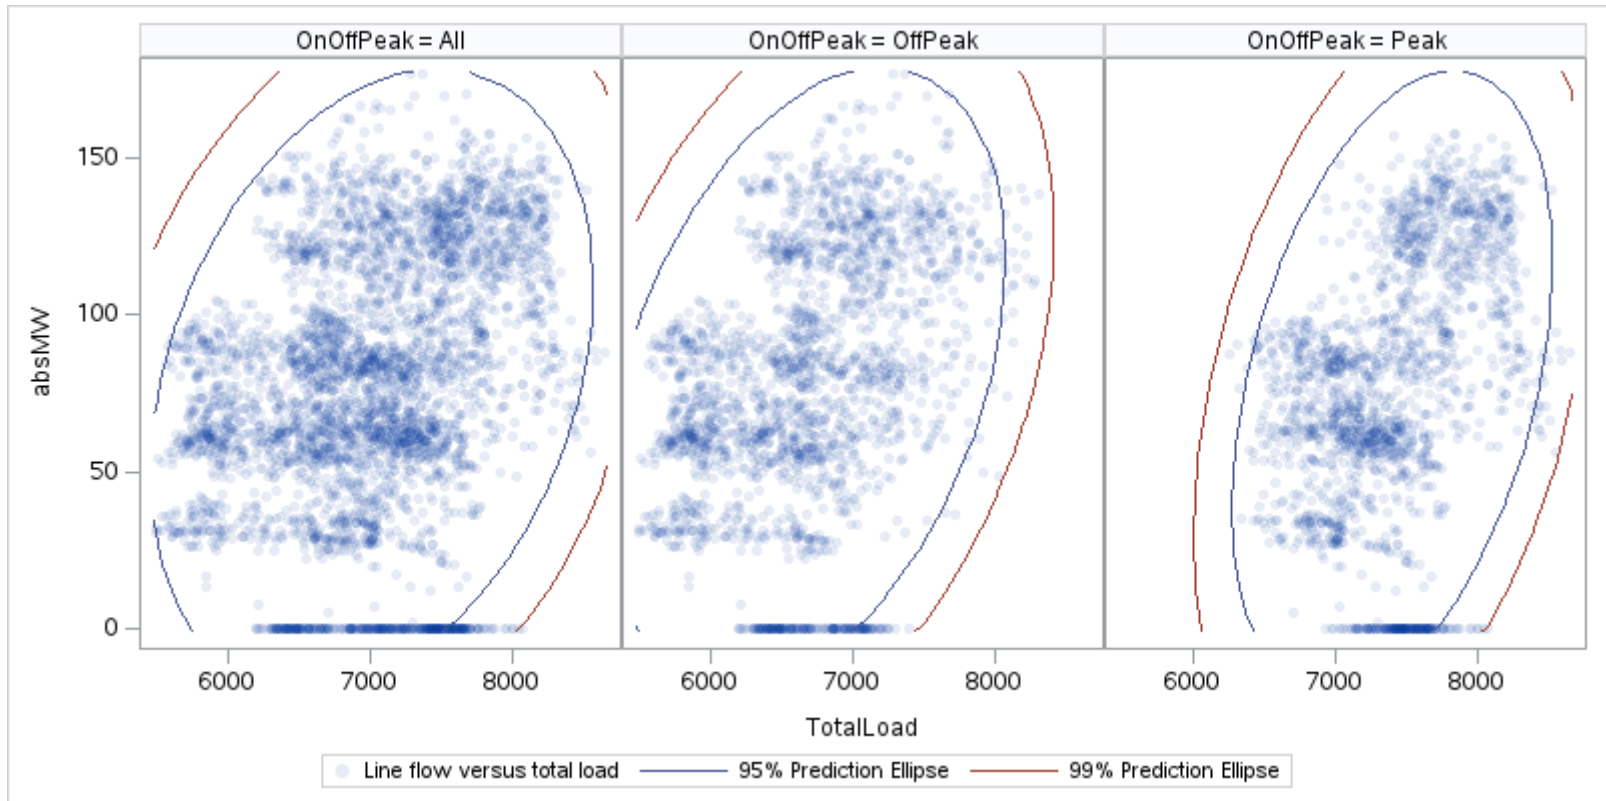 OnOffPeak = All
OnOffPeak = OffPeak
OnOffPeak = Peak
absMW
150
100
50
0
6000 7000 8000
6000 7000 8000
6000 7000 8000
TotalLoad
Line flow versus total load
95% Prediction Ellipse
99% Prediction Ellipse